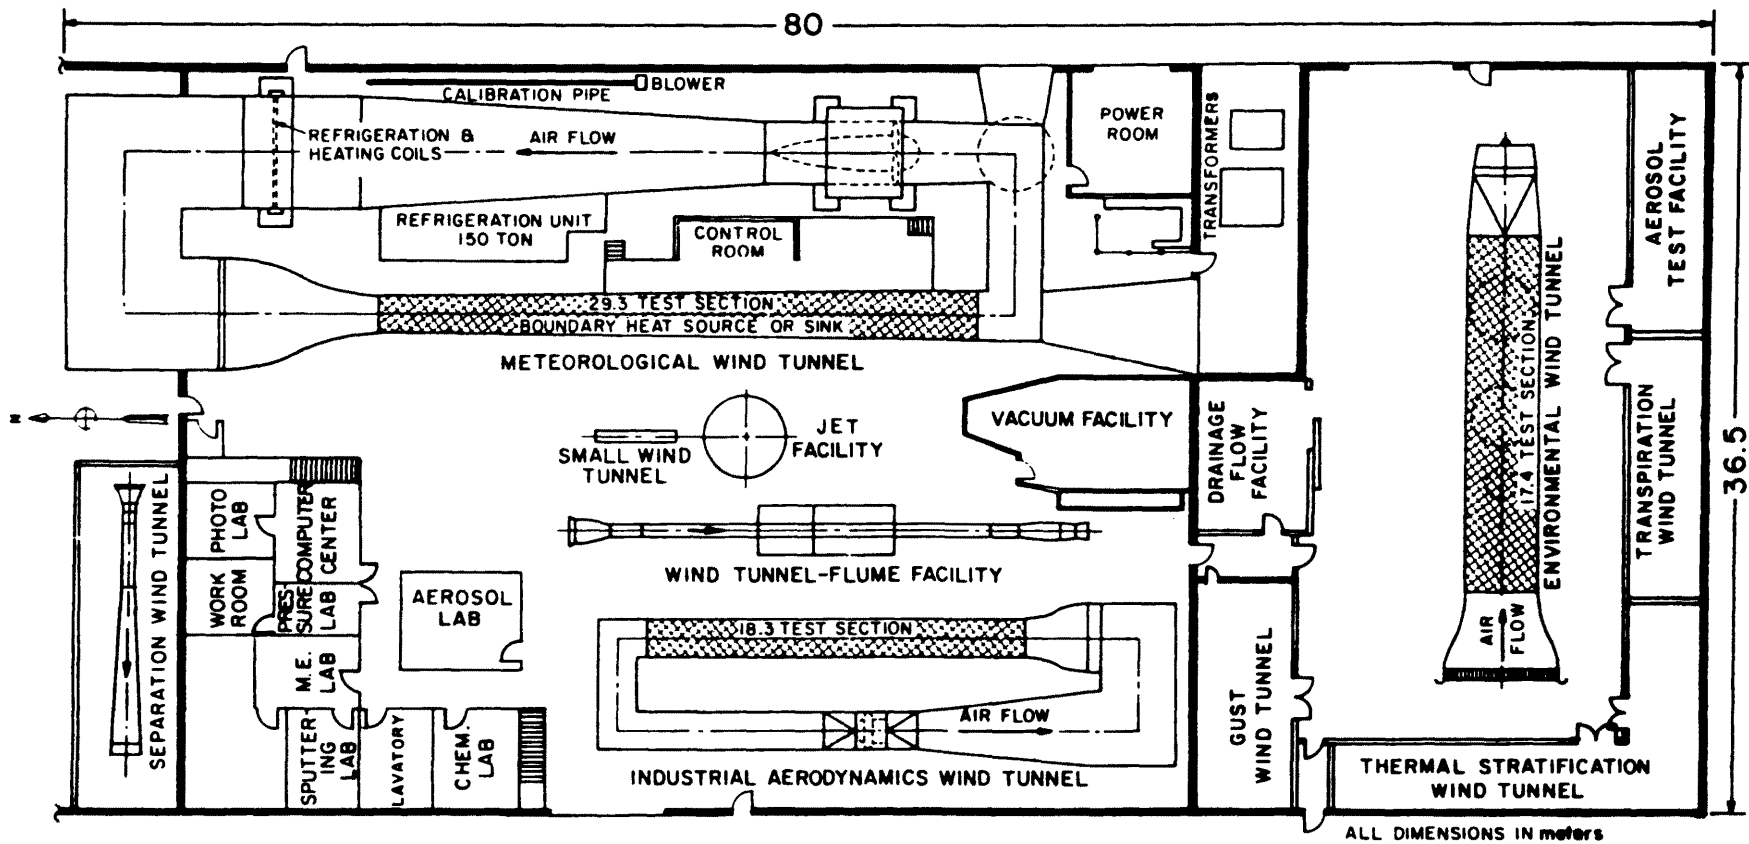 80
BLOWER
CALIBRATION PIPE
REFRIGERATION &
HEATING COILS
AIR FLOW
POWER
ROOM
TRANSFORMERS
AEROSOL
TEST FACILITY
REFRIGERATION UNIT
150 TON
CONTROL
ROOM
29.3 TEST SECTION
BOUNDARY HEAT SOURCE OR SINK
METEOROLOGICAL WIND TUNNEL
17.4 TEST SECTION
ENVIRONMENTAL WIND TUNNEL
N
JET
FACILITY
SMALL WIND
TUNNEL
VACUUM FACILITY
DRAINAGE
FLOW
FACILITY
TRANSPIRATION
WIND TUNNEL
36.5
SEPARATION WIND TUNNEL
PHOTO
LAB
COMPUTER
CENTER
WORK
ROOM
PRES-
SURE
LAB
AEROSOL
LAB
WIND TUNNEL-FLUME FACILITY
AIR
FLOW
M.E.
LAB
18.3 TEST SECTION
AIR FLOW
GUST
WIND TUNNEL
SPUTTER-
ING
LAB
LAVATORY
CHEM.
LAB
INDUSTRIAL AERODYNAMICS WIND TUNNEL
THERMAL STRATIFICATION
WIND TUNNEL
ALL DIMENSIONS IN meters